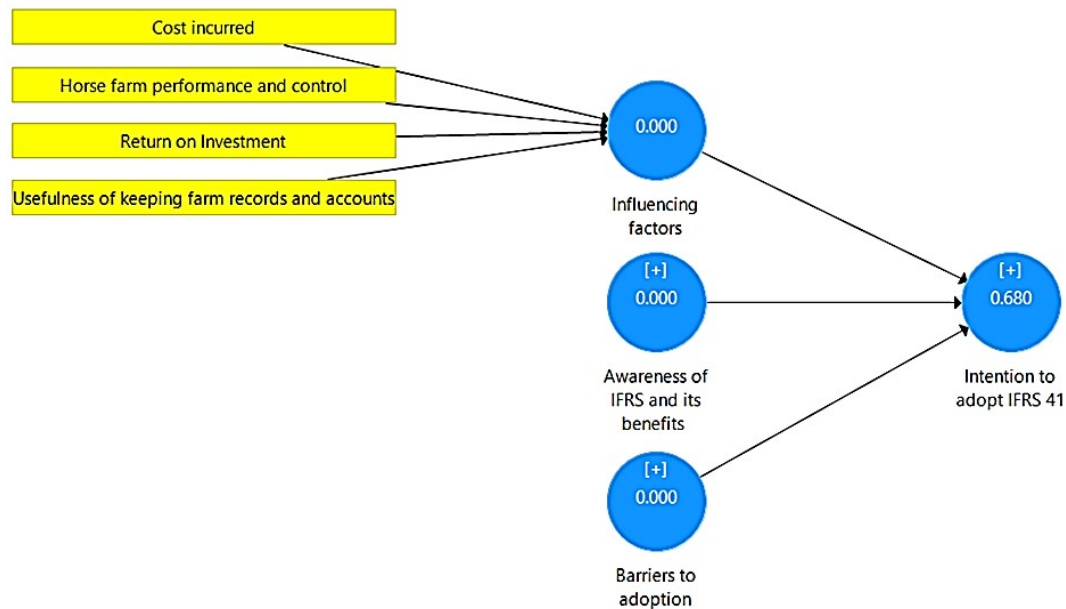 Cost incurred
Horse farm performance and control
Return on Investment
Usefulness of keeping farm records and accounts
0.000
Influencing
factors
[+]
0.000
Awareness of
IFRS and its
benefits
[+]
0.000
Barriers to
adoption
[+]
0.680
Intention to
adopt IFRS 41